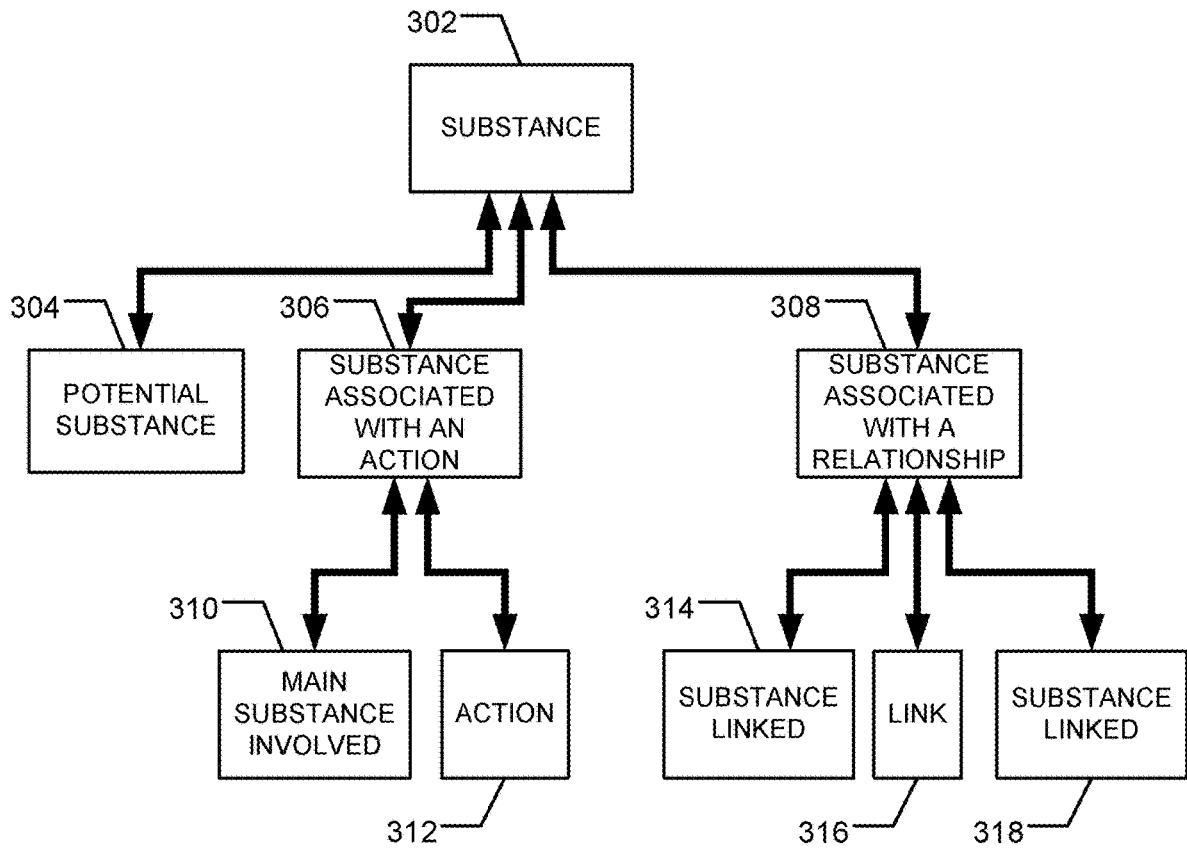 302
SUBSTANCE
304
306
308
POTENTIAL
SUBSTANCE
SUBSTANCE
ASSOCIATED
WITH AN
ACTION
SUBSTANCE
ASSOCIATED
WITH A
RELATIONSHIP
310
314
MAIN
SUBSTANCE
INVOLVED
ACTION
SUBSTANCE
LINKED
LINK
SUBSTANCE
LINKED
312
316
318